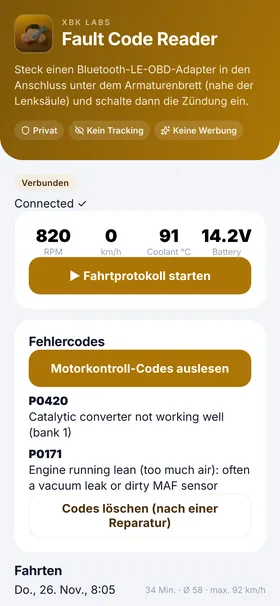 XBK LABS
Fault Code Reader
Steck einen Bluetooth-LE-OBD-Adapter in den
Anschluss unter dem Armaturenbrett (nahe der
Lenksäule) und schalte dann die Zündung ein.
Privat
Kein Tracking
Keine Werbung
Verbunden
Connected ✓
820 0 91 14.2V
RPM km/h Coolant °C Battery
▶ Fahrtprotokoll starten
Fehlercodes
Motorkontroll-Codes auslesen
P0420
Catalytic converter not working well
(bank 1)
P0171
Engine running lean (too much air): often
a vacuum leak or dirty MAF sensor
Codes löschen (nach einer
Reparatur)
Fahrten
Do., 26. Nov., 8:05 34 Min. · Ø 58 · max. 92 km/h